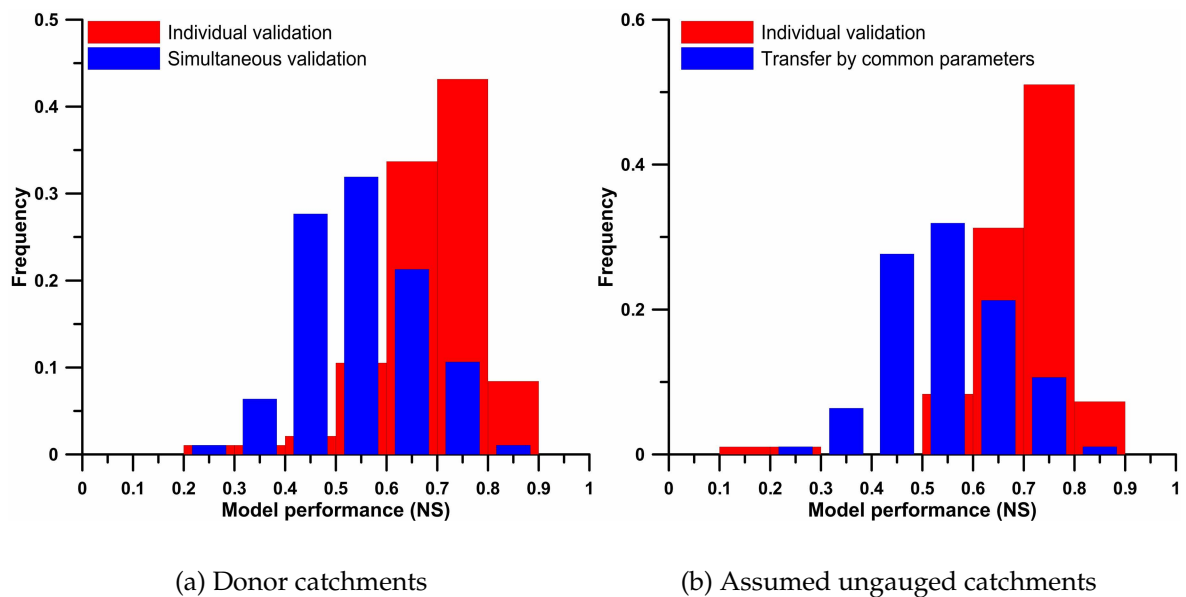 Individual validation
Simultaneous validation
0.5
0.4
0.3
0.2
0.1
0
Frequency
0 0.1 0.2 0.3 0.4 0.5 0.6 0.7 0.8 0.9 1
Model performance (NS)
(a) Donor catchments
Individual validation
Transfer by common parameters
0.6
0.4
0.2
0
Frequency
0 0.1 0.2 0.3 0.4 0.5 0.6 0.7 0.8 0.9 1
Model performance (NS)
(b) Assumed ungauged catchments